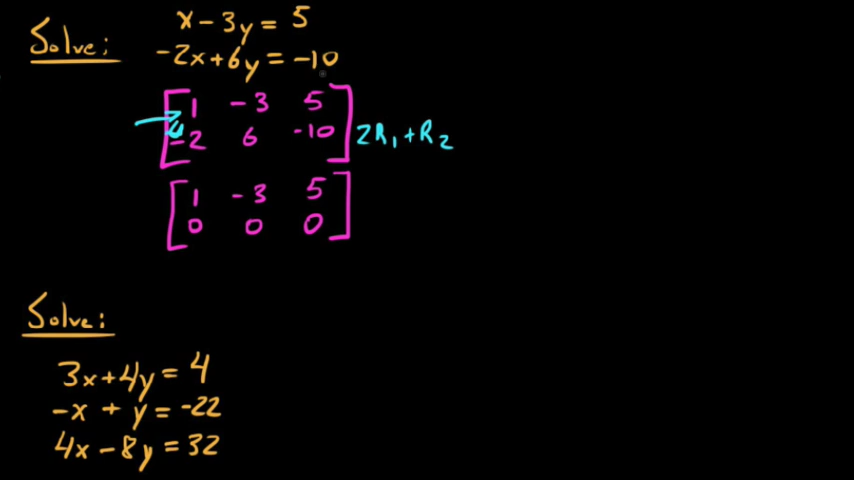 Solve:
x - 3y = 5
-2x + 6y = -10
1 -3 5
-2 6 -10 2R₁ + R₂
1 -3 5
0 0 0
Solve:
3x + 4y = 4
-x + y = -22
4x - 8y = 32